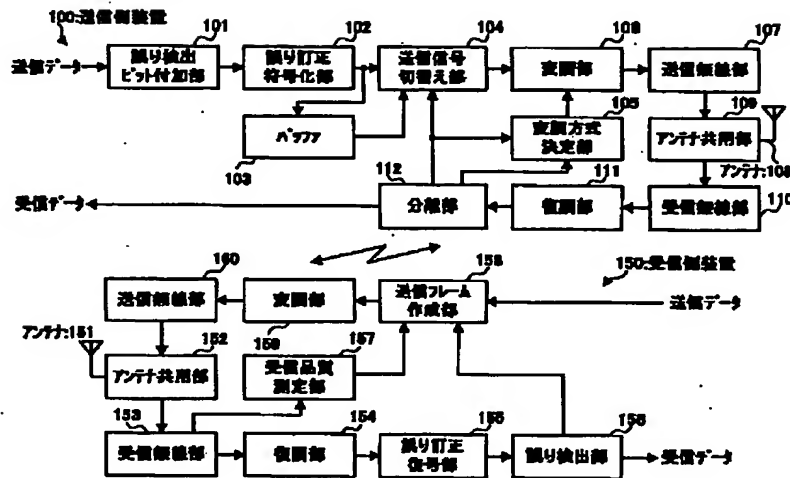 100:送信側装置
101
102
104
106
107
送信データ
誤り検出
ビット付加部
誤り訂正
符号化部
送信信号
切替え部
変調部
送信無線部
105
109
バッファ
変調方式
決定部
アンテナ共用部
103
112
111
アンテナ:108
受信データ
分離部
復調部
受信無線部
110
160
158
150:受信側装置
送信無線部
変調部
送信フレーム
作成部
送信データ
アンテナ:151
152
159
157
アンテナ共用部
受信品質
測定部
153
154
155
156
受信無線部
復調部
誤り訂正
復号部
誤り検出部
受信データ